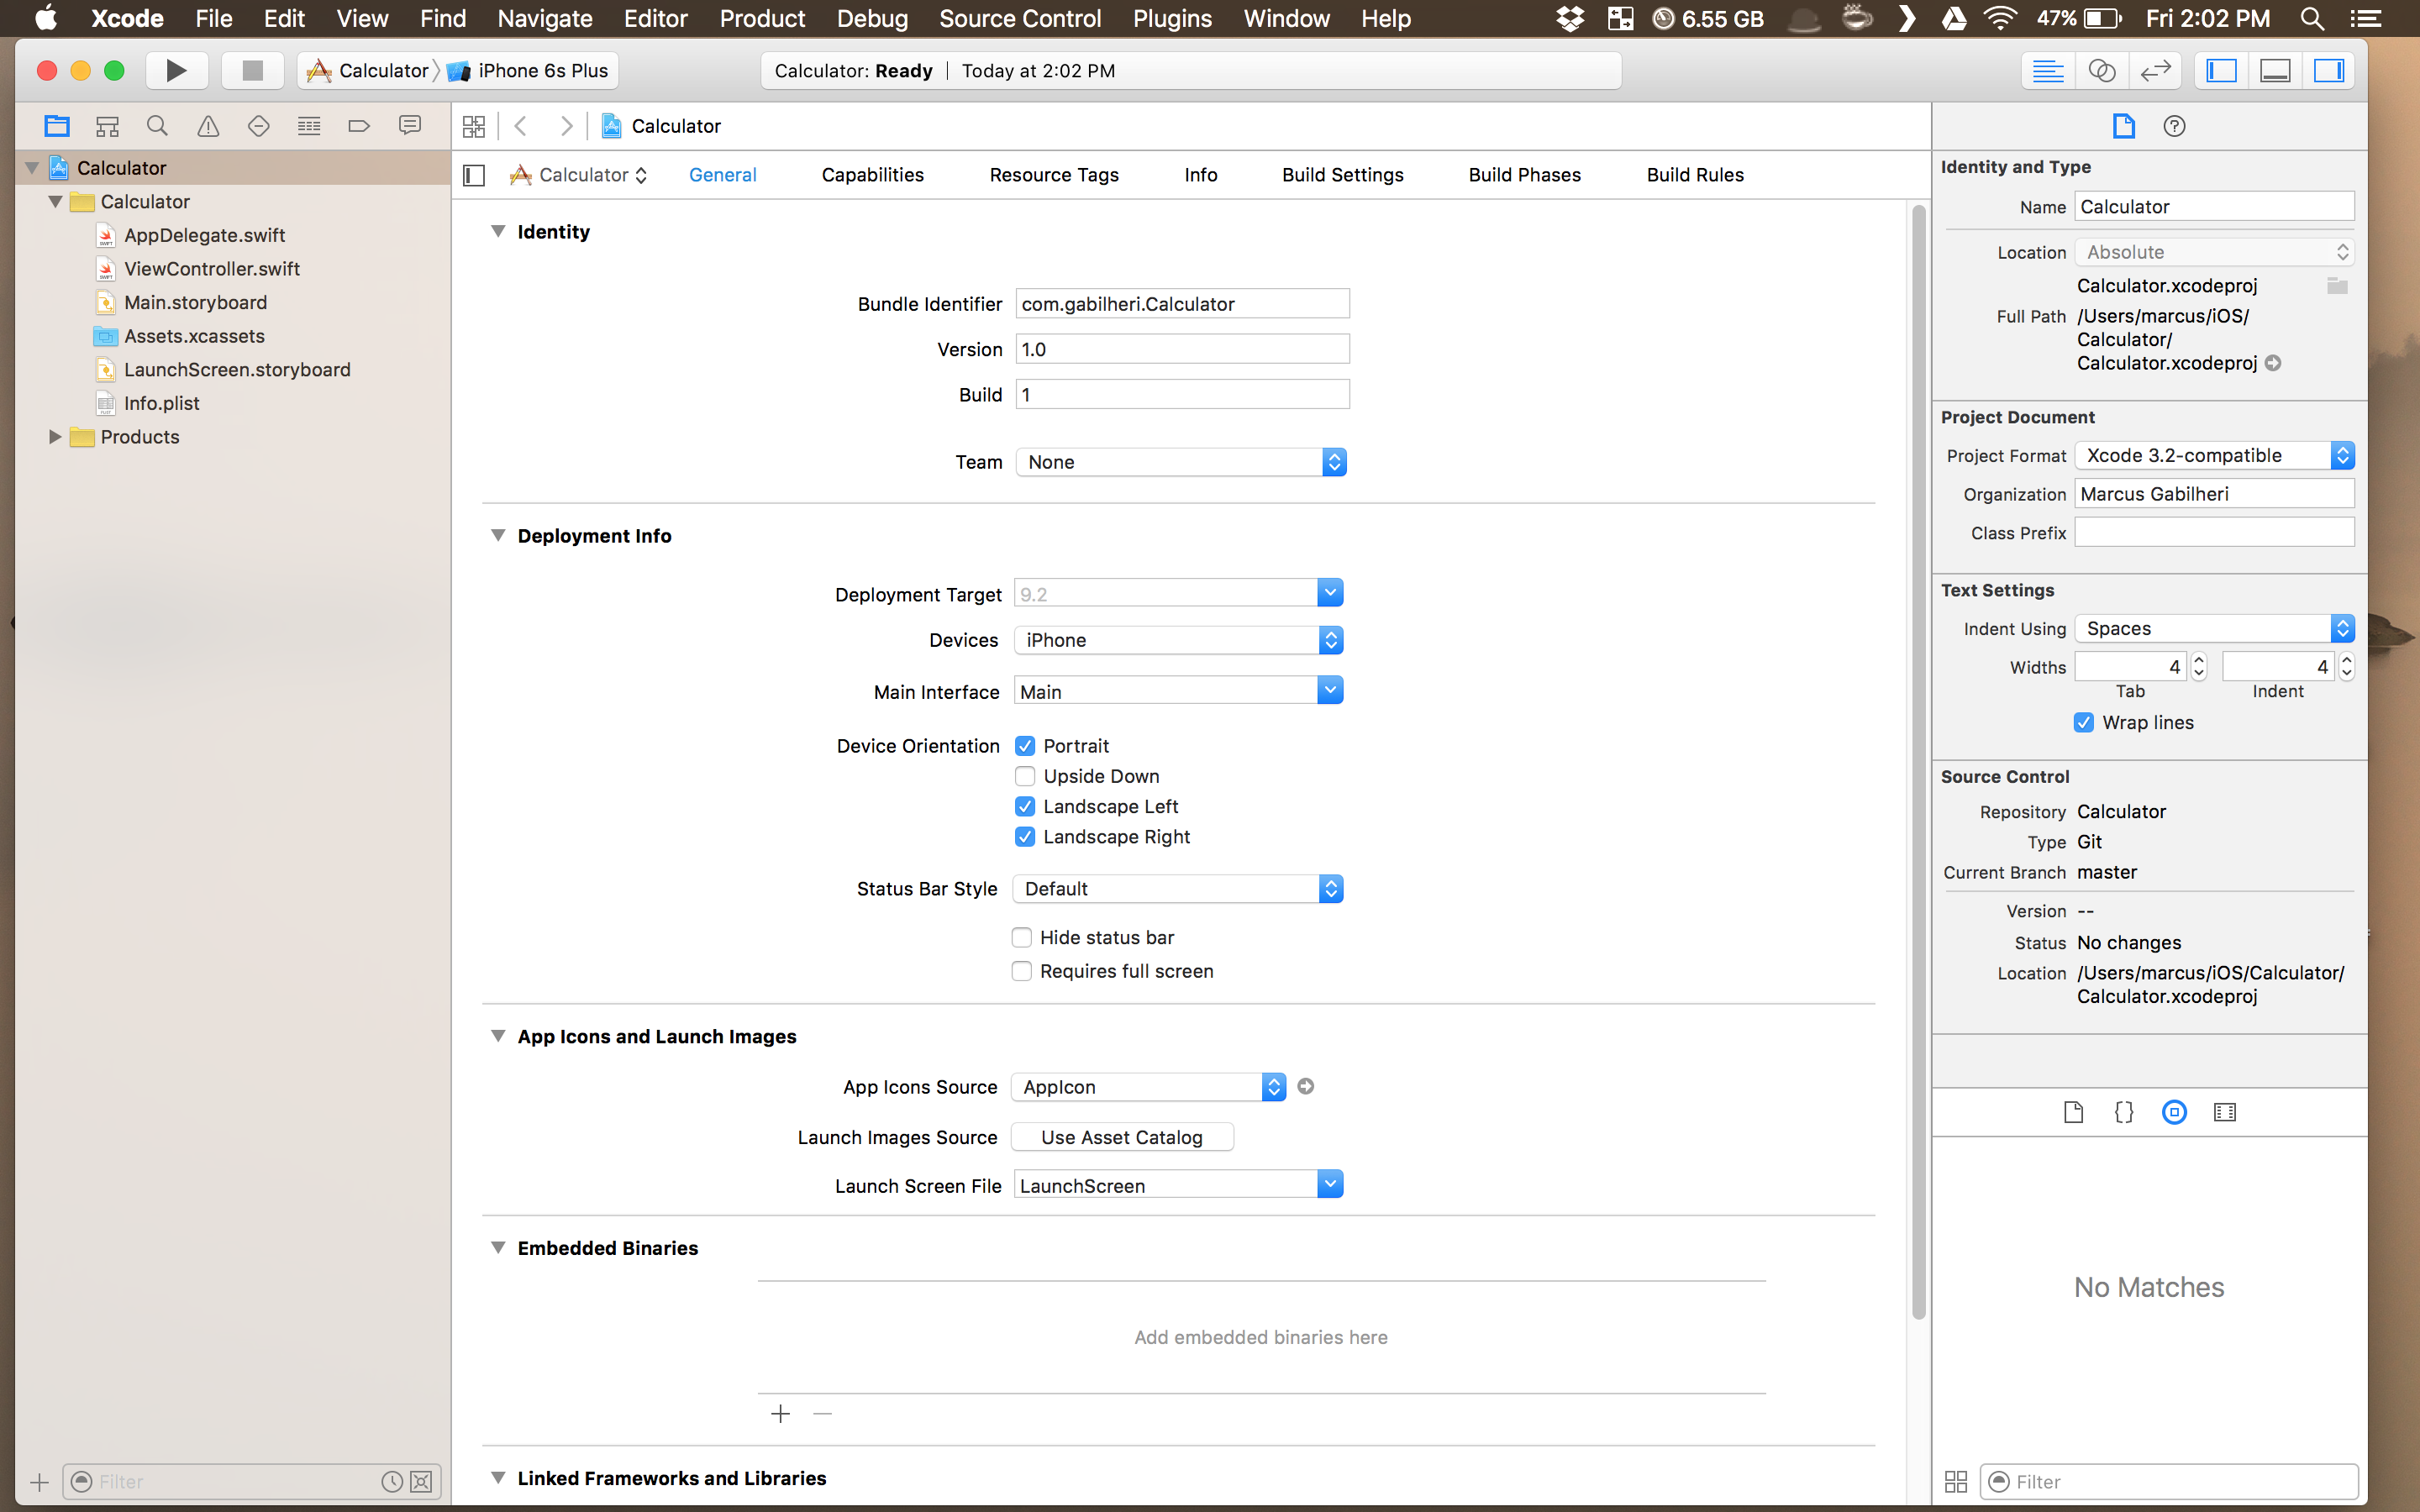 Xcode File Edit View Find Navigate Editor Product Debug Source Control Plugins Window Help 6.55 GB 47% Fri 2:02 PM
Calculator iPhone 6s Plus
Calculator: Ready | Today at 2:02 PM
Calculator
Calculator
AppDelegate.swift
ViewController.swift
Main.storyboard
Assets.xcassets
LaunchScreen.storyboard
Info.plist
Products
Filter
Calculator
Calculator General Capabilities Resource Tags Info Build Settings Build Phases Build Rules
Identity
Bundle Identifier com.gabilheri.Calculator
Version 1.0
Build 1
Team None
Deployment Info
Deployment Target 9.2
Devices iPhone
Main Interface Main
Device Orientation Portrait
Upside Down
Landscape Left
Landscape Right
Status Bar Style Default
Hide status bar
Requires full screen
App Icons and Launch Images
App Icons Source AppIcon
Launch Images Source Use Asset Catalog
Launch Screen File LaunchScreen
Embedded Binaries
Add embedded binaries here
Linked Frameworks and Libraries
Identity and Type
Name Calculator
Location Absolute
Calculator.xcodeproj
Full Path /Users/marcus/iOS/
Calculator/
Calculator.xcodeproj
Project Document
Project Format Xcode 3.2-compatible
Organization Marcus Gabilheri
Class Prefix
Text Settings
Indent Using Spaces
Widths 4 4
Tab Indent
Wrap lines
Source Control
Repository Calculator
Type Git
Current Branch master
Version --
Status No changes
Location /Users/marcus/iOS/Calculator/
Calculator.xcodeproj
No Matches
Filter